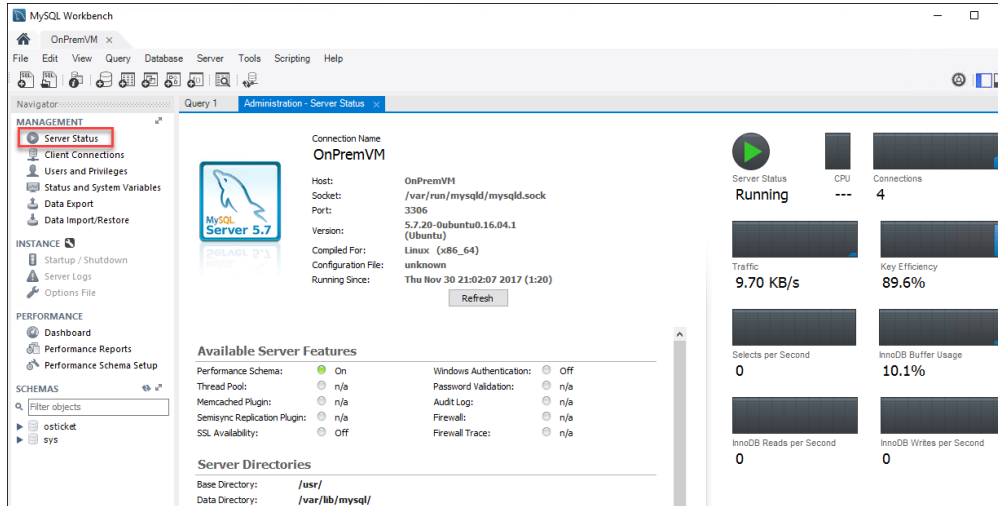 MySQL Workbench
OnPremVM ×
File Edit View Query Database Server Tools Scripting Help
Navigator
Query 1 Administration - Server Status ×
MANAGEMENT
Server Status
Client Connections
Users and Privileges
Status and System Variables
Data Export
Data Import/Restore
INSTANCE
Startup / Shutdown
Server Logs
Options File
PERFORMANCE
Dashboard
Performance Reports
Performance Schema Setup
SCHEMAS
Filter objects
osticket
sys
MySQL
Server 5.7
Connection Name
OnPremVM
Host: OnPremVM
Socket: /var/run/mysqld/mysqld.sock
Port: 3306
Version: 5.7.20-0ubuntu0.16.04.1
(Ubuntu)
Compiled For: Linux (x86_64)
Configuration File: unknown
Running Since: Thu Nov 30 21:02:07 2017 (1:20)
Refresh
Available Server Features
Performance Schema: On Windows Authentication: Off
Thread Pool: n/a Password Validation: n/a
Memcached Plugin: n/a Audit Log: n/a
Semisync Replication Plugin: n/a Firewall: n/a
SSL Availability: Off Firewall Trace: n/a
Server Directories
Base Directory: /usr/
Data Directory: /var/lib/mysql/
Server Status CPU Connections
Running --- 4
Traffic Key Efficiency
9.70 KB/s 89.6%
Selects per Second InnoDB Buffer Usage
0 10.1%
InnoDB Reads per Second InnoDB Writes per Second
0 0